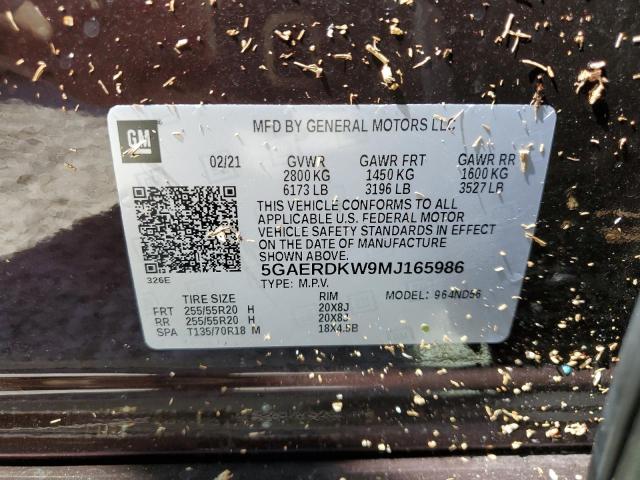 GM
MFD BY GENERAL MOTORS LLC
02/21 GVWR GAWR FRT GAWR RR
2800 KG 1450 KG 1600 KG
6173 LB 3196 LB 3527 LB
THIS VEHICLE CONFORMS TO ALL
APPLICABLE U.S. FEDERAL MOTOR
VEHICLE SAFETY STANDARDS IN EFFECT
ON THE DATE OF MANUFACTURE
SHOWN ABOVE.
326E 5GAERDKW9MJ165986
TYPE: M.P.V.
TIRE SIZE RIM MODEL: 964ND56
FRT 255/55R20 H 20X8J
RR 255/55R20 H 20X8J
SPA T135/70R18 M 18X4.5B